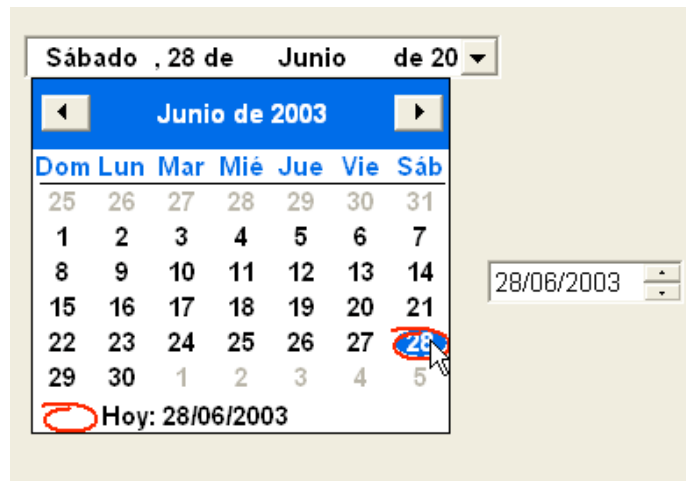 Sábado , 28 de Junio de 20
Junio de 2003
Dom Lun Mar Mié Jue Vie Sáb
25 26 27 28 29 30 31
1 2 3 4 5 6 7
8 9 10 11 12 13 14
28/06/2003
15 16 17 18 19 20 21
22 23 24 25 26 27 28
29 30 1 2 3 4 5
Hoy: 28/06/2003